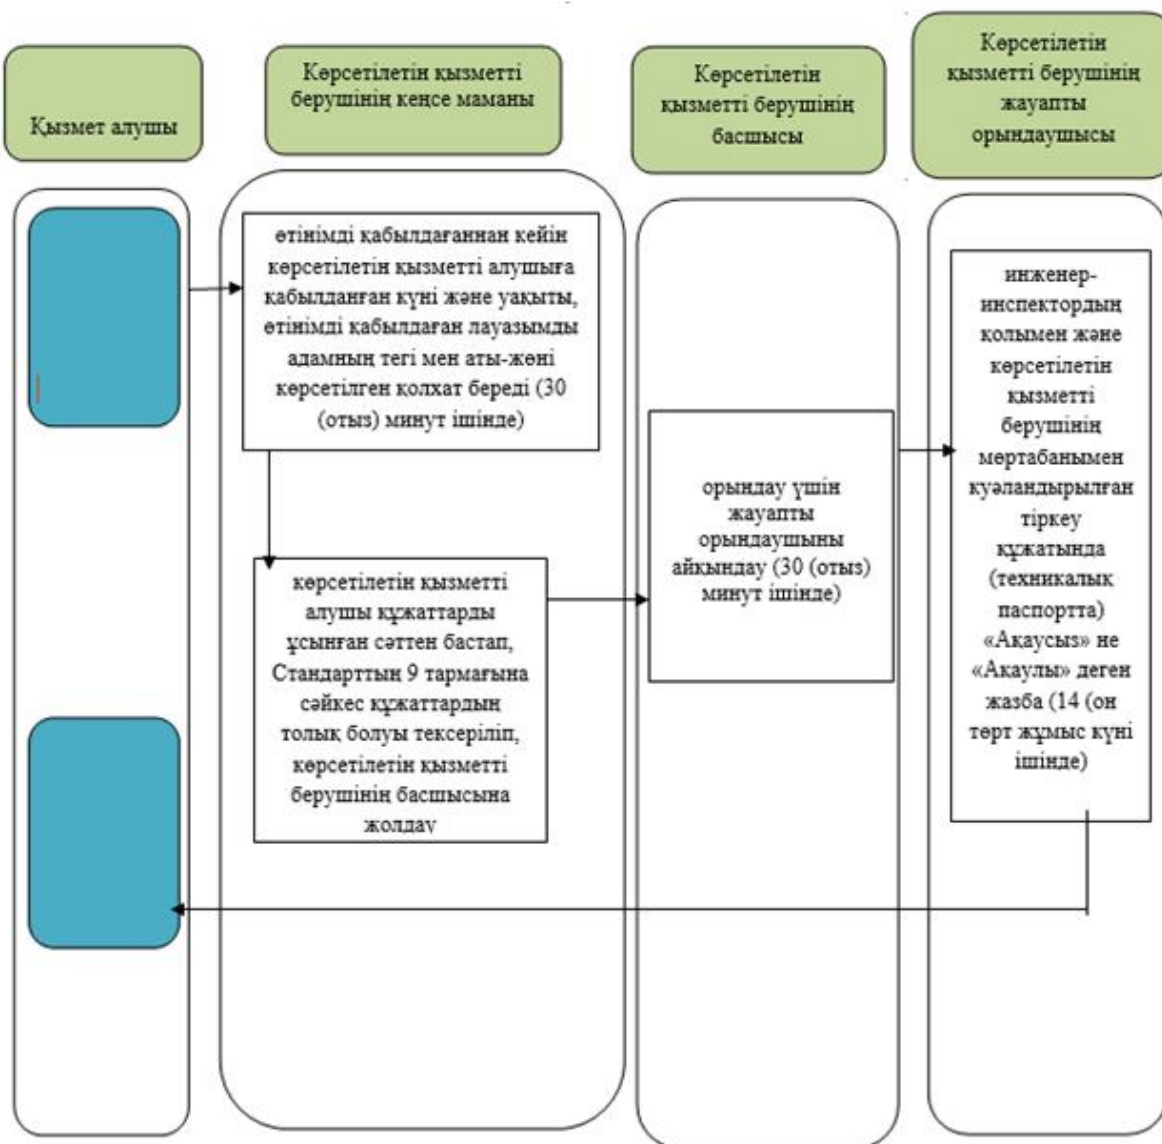 Қызмет алушы
Көрсетілетін қызметті
берушінің кеңсе маманы
Көрсетілетін
қызметті берушінің
басшысы
Көрсетілетін
қызметті берушінің
жауапты
орындаушысы
өтінімді қабылдағаннан кейін
көрсетілетін қызметті алушыға
қабылданған күні және уақыты,
өтінімді қабылдаған лауазымды
адамның тегі мен аты-жөні
көрсетілген қолхат береді (30
(отыз) минут ішінде)
көрсетілетін қызметті
алушы құжаттарды
ұсынған сәттен бастап,
Стандарттың 9 тармағына
сәйкес құжаттардың
толық болуы тексеріліп,
көрсетілетін қызметті
берушінің басшысына
жолдау
орындау үшін
жауапты
орындаушыны
айқындау (30 (отыз)
минут ішінде)
инженер-
инспектордың
қолымен және
көрсетілетін
қызметті
берушінің
мөртабанымен
куәландырылған
тіркеу
құжатында
(техникалық
паспортта)
«Ақаусыз» не
«Ақаулы» деген
жазба (14 (он
төрт жұмыс күні
ішінде)